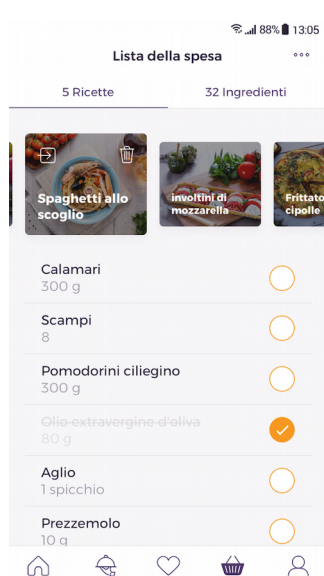 88% 13:05
Lista della spesa
5 Ricette
32 Ingredienti
Spaghetti allo
scoglio
involtini di
mozzarella
Frittato
cipolle
Calamari
300 g
Scampi
8
Pomodorini ciliegino
300 g
Olio extravergine d'oliva
80 g
Aglio
1 spicchio
Prezzemolo
10 g